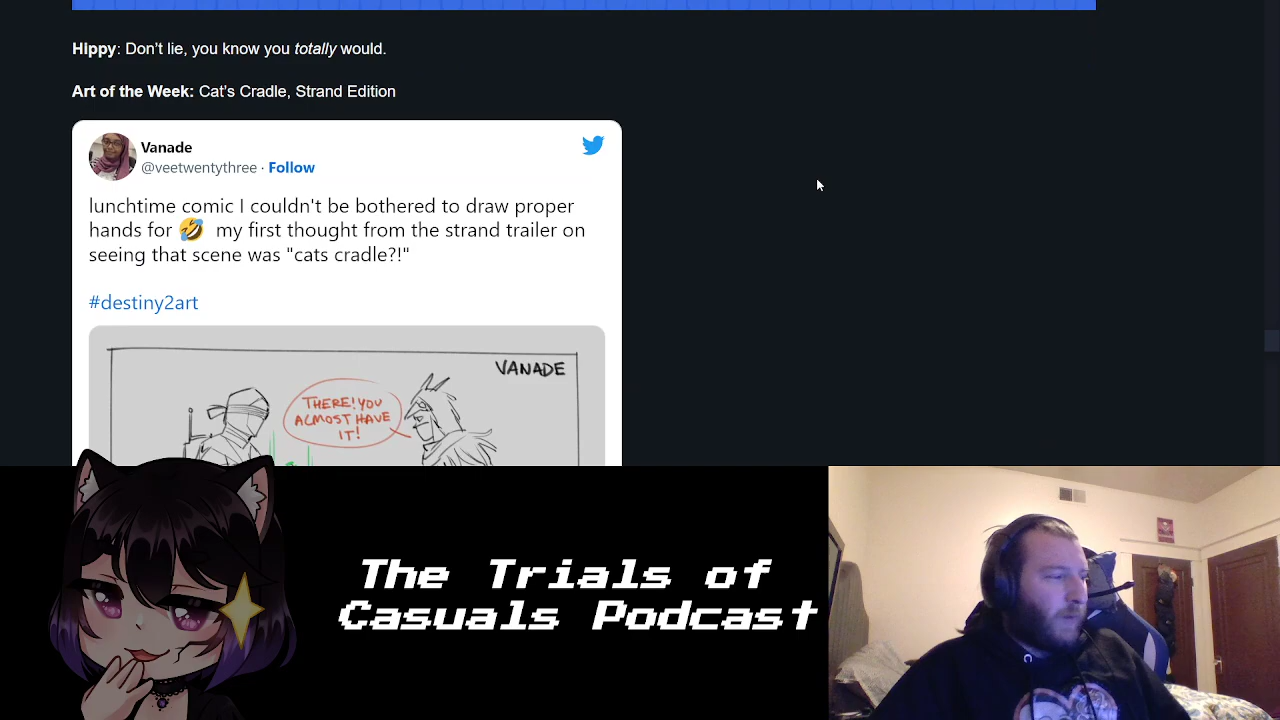 Hippy: Don't lie, you know you totally would.
Art of the Week: Cat's Cradle, Strand Edition
Vanade
@veetwentythree · Follow
lunchtime comic I couldn't be bothered to draw proper
hands for 🤣 my first thought from the strand trailer on
seeing that scene was "cats cradle?!"
#destiny2art
VANADE
THERE! YOU
ALMOST HAVE
IT!
The Trials of
Casuals Podcast